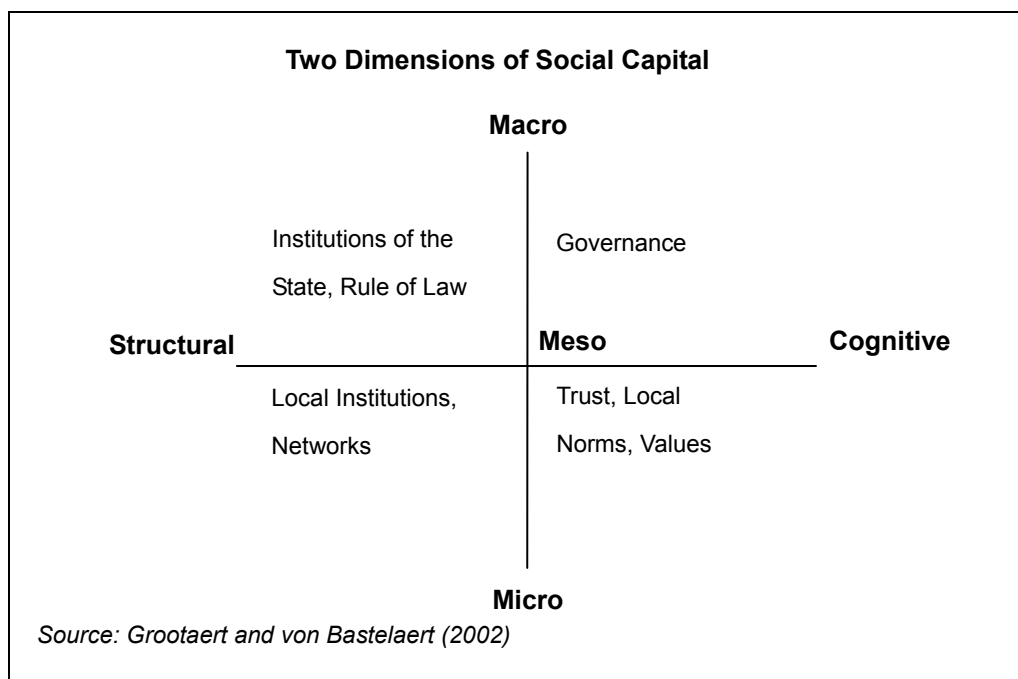 Two Dimensions of Social Capital
Macro
Institutions of the
State, Rule of Law
Governance
Structural
Meso
Cognitive
Local Institutions,
Networks
Trust, Local
Norms, Values
Micro
Source: Grootaert and von Bastelaert (2002)